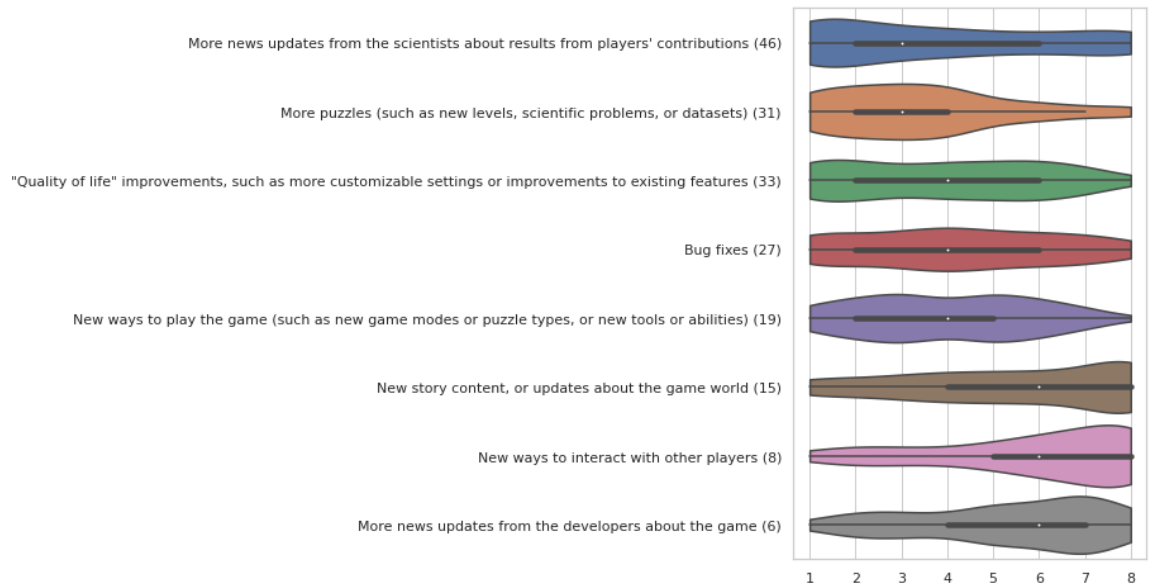 More news updates from the scientists about results from players' contributions (46)
More puzzles (such as new levels, scientific problems, or datasets) (31)
"Quality of life" improvements, such as more customizable settings or improvements to existing features (33)
Bug fixes (27)
New ways to play the game (such as new game modes or puzzle types, or new tools or abilities) (19)
New story content, or updates about the game world (15)
New ways to interact with other players (8)
More news updates from the developers about the game (6)
1 2 3 4 5 6 7 8